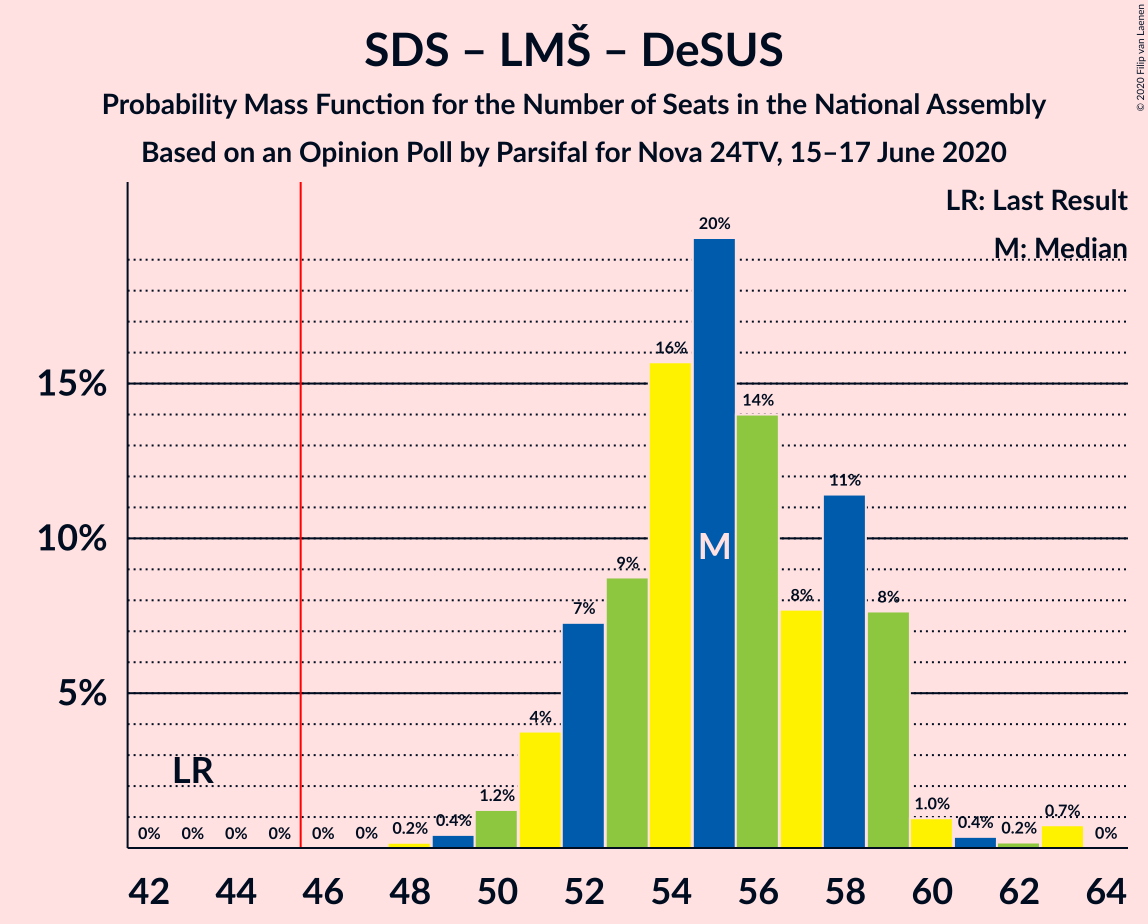 SDS – LMŠ – DeSUS
Probability Mass Function for the Number of Seats in the National Assembly
Based on an Opinion Poll by Parsifal for Nova 24TV, 15–17 June 2020
© 2020 Filip van Laenen
LR: Last Result
M: Median
20%
16%
15%
14%
11%
10%
M
9%
8%
8%
7%
5%
4%
LR
1.2%
1.0%
0.7%
0% 0% 0% 0% 0% 0% 0.2% 0.4% 0.4% 0.2% 0%
42 44 46 48 50 52 54 56 58 60 62 64